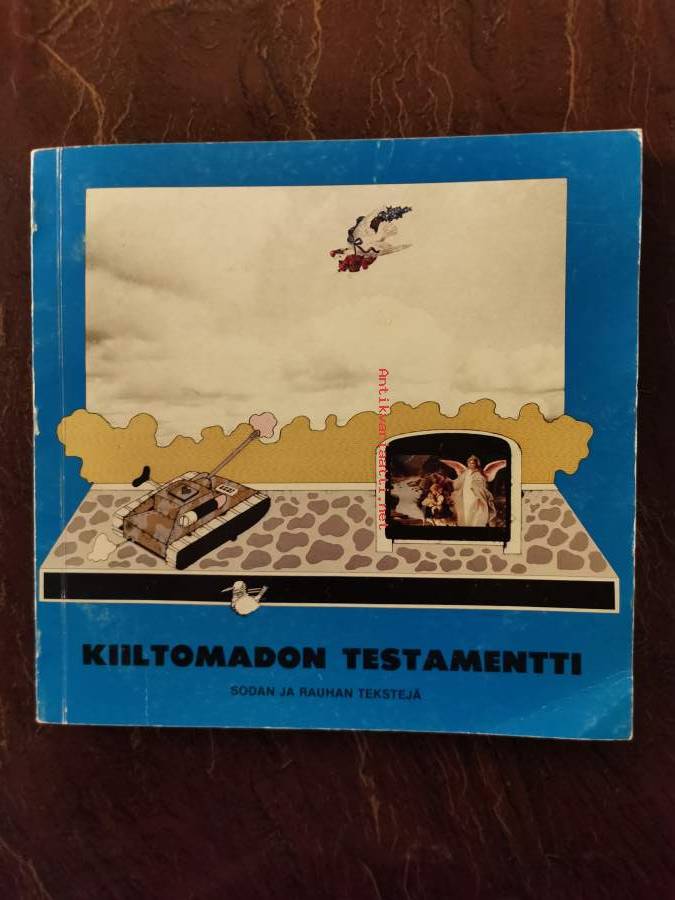 Antikvariaatti.net
KIILTOMADON TESTAMENTTI
SODAN JA RAUHAN TEKSTEJÄ